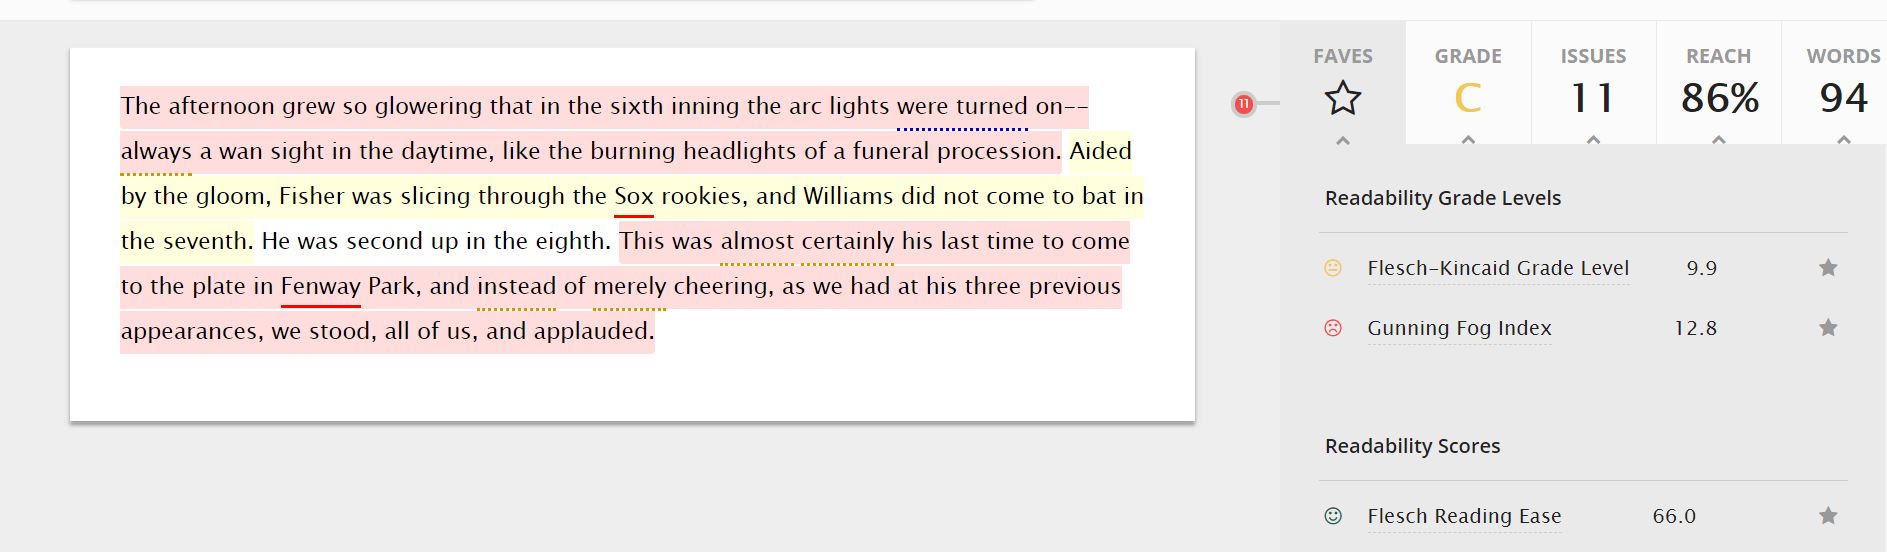 The afternoon grew so glowering that in the sixth inning the arc lights were turned on--
always a wan sight in the daytime, like the burning headlights of a funeral procession. Aided
by the gloom, Fisher was slicing through the Sox rookies, and Williams did not come to bat in
the seventh. He was second up in the eighth. This was almost certainly his last time to come
to the plate in Fenway Park, and instead of merely cheering, as we had at his three previous
appearances, we stood, all of us, and applauded.
11
FAVES GRADE ISSUES REACH WORDS
C 11 86% 94
Readability Grade Levels
Flesch-Kincaid Grade Level 9.9
Gunning Fog Index 12.8
Readability Scores
Flesch Reading Ease 66.0